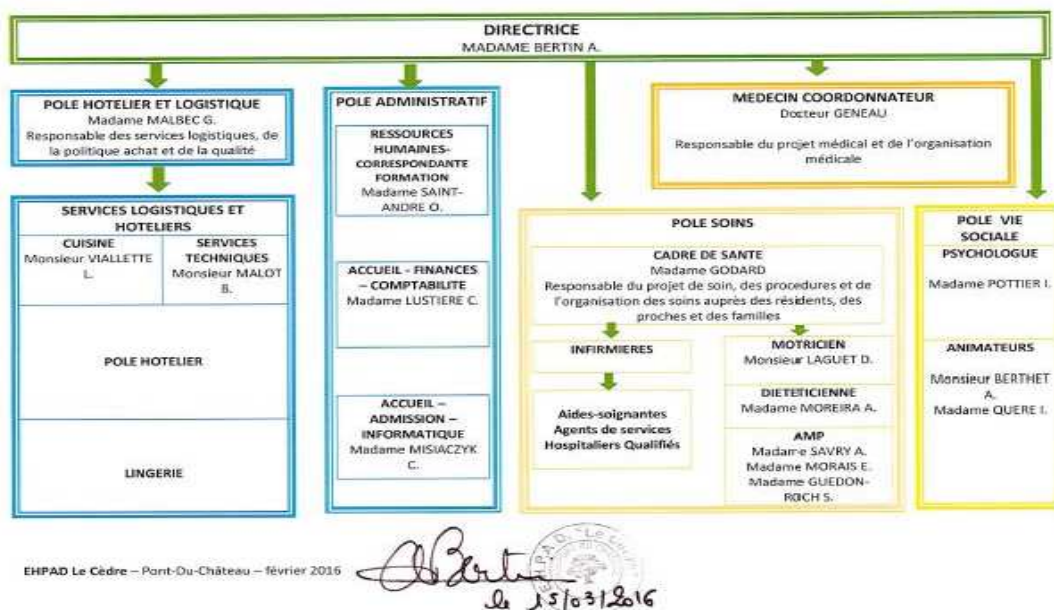 DIRECTRICE
MADAME BERTIN A.
POLE HOTELIER ET LOGISTIQUE
Madame MALBEC G.
Responsable des services logistiques, de
la politique achat et de la qualité
SERVICES LOGISTIQUES ET
HOTELIERS
CUISINE
Monsieur VIALLETTE
L.
SERVICES
TECHNIQUES
Monsieur MALOT
B.
POLE HOTELIER
LINGERIE
POLE ADMINISTRATIF
RESSOURCES
HUMAINES-
CORRESPONDANTE
FORMATION
Madame SAINT-
ANDRE O.
ACCUEIL - FINANCES
– COMPTABILITE
Madame LUSTIERE C.
ACCUEIL –
ADMISSION –
INFORMATIQUE
Madame MISIACZYK
C.
MEDECIN COORDONNATEUR
Docteur GENEAU
Responsable du projet médical et de l'organisation
médicale
POLE SOINS
CADRE DE SANTE
Madame GODARD
Responsable du projet de soin, des procedures et de
l'organisation des soins auprès des résidents, des
proches et des familles
INFIRMIERES
Aides-soignantes
Agents de services
Hospitaliers Qualifiés
MOTRICIEN
Monsieur LAGUET D.
DIETETICIENNE
Madame MOREIRA A.
AMP
Madame SAVRY A.
Madame MORAIS E.
Madame GUEDON-
ROCH S.
POLE VIE
SOCIALE
PSYCHOLOGUE
Madame POTTIER I.
ANIMATEURS
Monsieur BERTHET
A.
Madame QUERE I.
EHPAD Le Cèdre – Pont-Du-Château – février 2016
ABertin
EHPAD "Le Cèdre"
le 15/03/2016